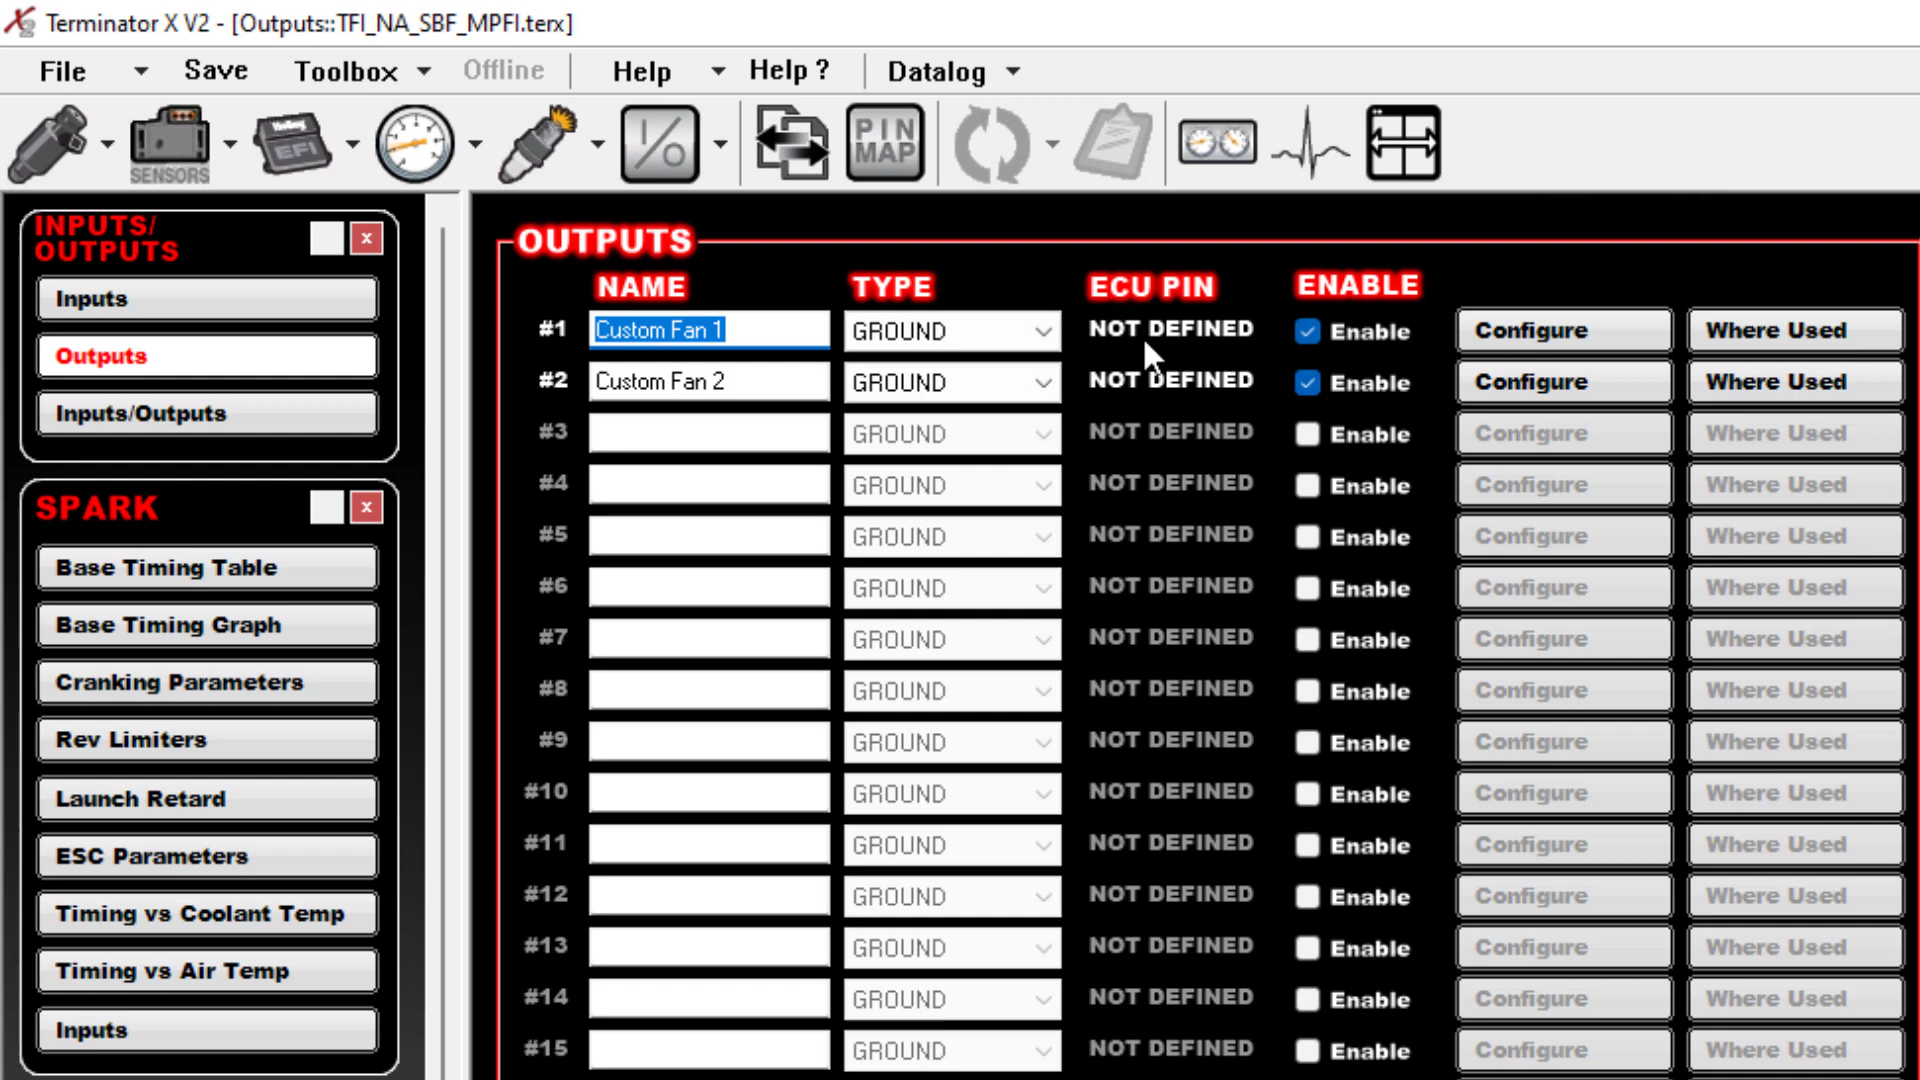 Terminator X V2 - [Outputs::TFI_NA_SBF_MPFI.terx]
File Save Toolbox Offline Help Help ? Datalog
SENSORS Holley EFI I/O PIN MAP
INPUTS/
OUTPUTS
x
Inputs
Outputs
Inputs/Outputs
SPARK
x
Base Timing Table
Base Timing Graph
Cranking Parameters
Rev Limiters
Launch Retard
ESC Parameters
Timing vs Coolant Temp
Timing vs Air Temp
Inputs
OUTPUTS
NAME TYPE ECU PIN ENABLE
#1 Custom Fan 1 GROUND NOT DEFINED Enable Configure Where Used
#2 Custom Fan 2 GROUND NOT DEFINED Enable Configure Where Used
#3 GROUND NOT DEFINED Enable Configure Where Used
#4 GROUND NOT DEFINED Enable Configure Where Used
#5 GROUND NOT DEFINED Enable Configure Where Used
#6 GROUND NOT DEFINED Enable Configure Where Used
#7 GROUND NOT DEFINED Enable Configure Where Used
#8 GROUND NOT DEFINED Enable Configure Where Used
#9 GROUND NOT DEFINED Enable Configure Where Used
#10 GROUND NOT DEFINED Enable Configure Where Used
#11 GROUND NOT DEFINED Enable Configure Where Used
#12 GROUND NOT DEFINED Enable Configure Where Used
#13 GROUND NOT DEFINED Enable Configure Where Used
#14 GROUND NOT DEFINED Enable Configure Where Used
#15 GROUND NOT DEFINED Enable Configure Where Used